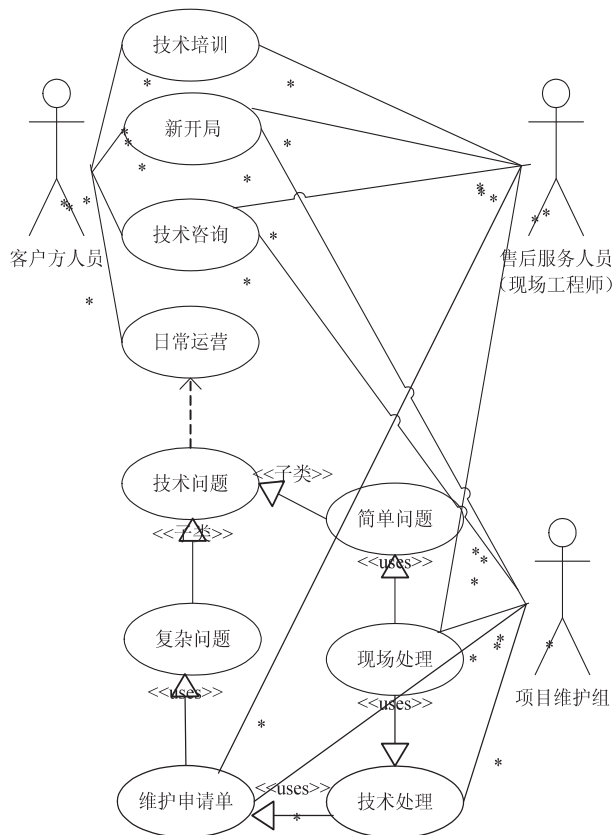 技术培训
新开局
客户方人员
技术咨询
售后服务人员
（现场工程师）
日常运营
技术问题
<<子类>>
简单问题
<<子类>>
<<uses>>
复杂问题
现场处理
<<uses>>
<<uses>>
项目维护组
<<uses>>
维护申请单
技术处理